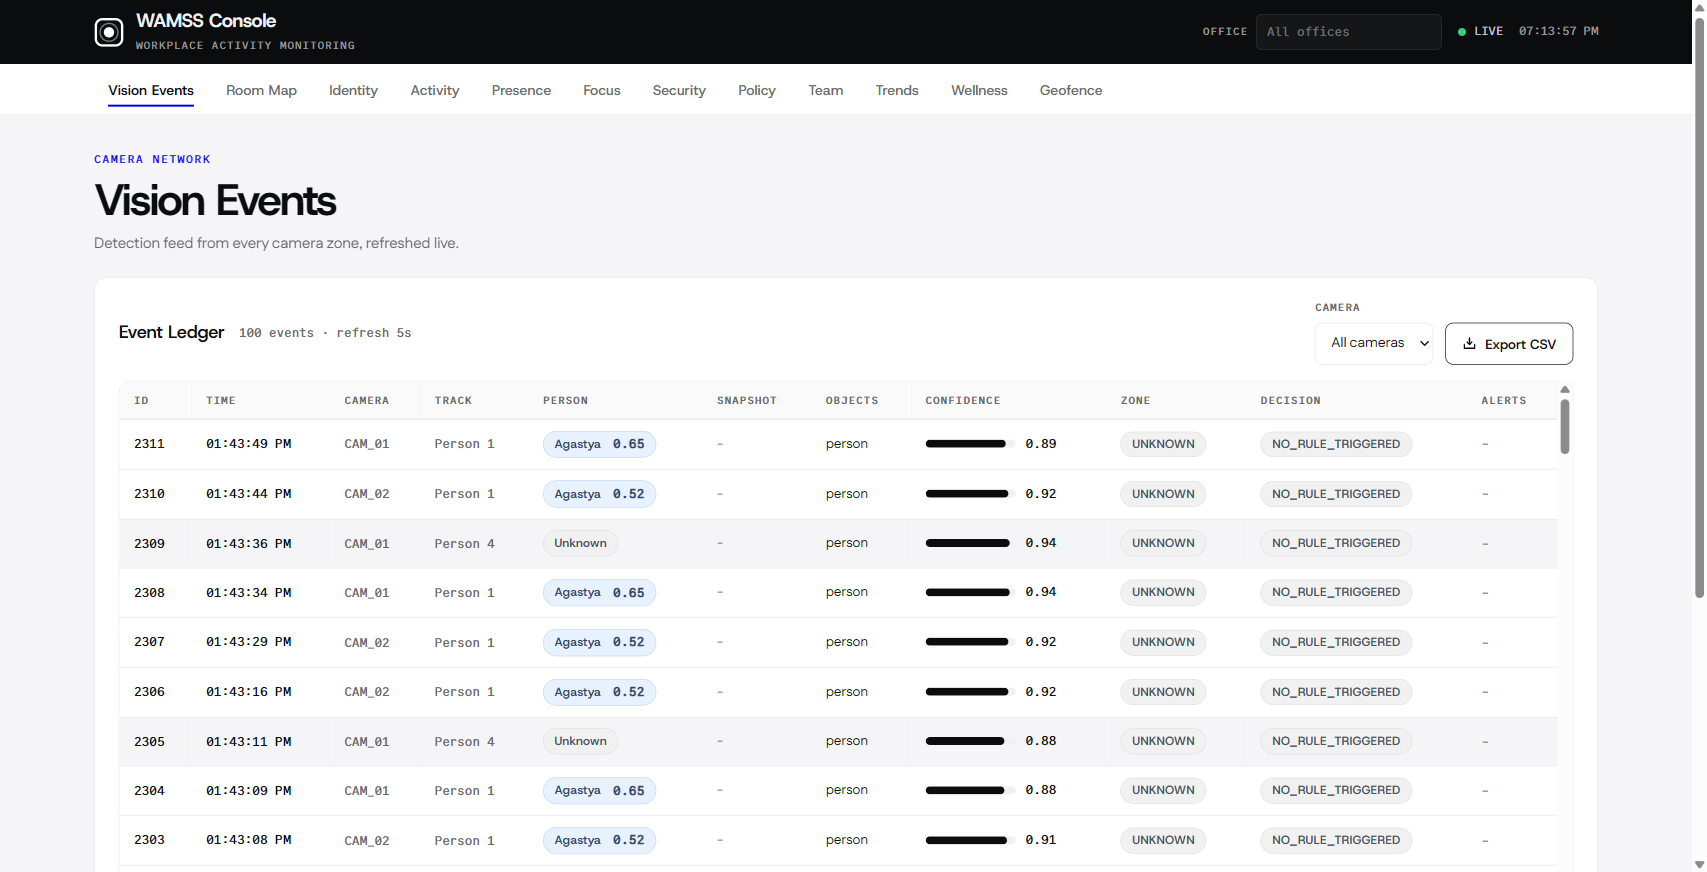 WAMSS Console
WORKPLACE ACTIVITY MONITORING
OFFICE All offices LIVE 07:13:57 PM
Vision Events Room Map Identity Activity Presence Focus Security Policy Team Trends Wellness Geofence
CAMERA NETWORK
Vision Events
Detection feed from every camera zone, refreshed live.
CAMERA
Event Ledger 100 events · refresh 5s All cameras Export CSV
ID TIME CAMERA TRACK PERSON SNAPSHOT OBJECTS CONFIDENCE ZONE DECISION ALERTS
2311 01:43:49 PM CAM_01 Person 1 Agastya 0.65 - person 0.89 UNKNOWN NO_RULE_TRIGGERED -
2310 01:43:44 PM CAM_02 Person 1 Agastya 0.52 - person 0.92 UNKNOWN NO_RULE_TRIGGERED -
2309 01:43:36 PM CAM_01 Person 4 Unknown - person 0.94 UNKNOWN NO_RULE_TRIGGERED -
2308 01:43:34 PM CAM_01 Person 1 Agastya 0.65 - person 0.94 UNKNOWN NO_RULE_TRIGGERED -
2307 01:43:29 PM CAM_02 Person 1 Agastya 0.52 - person 0.92 UNKNOWN NO_RULE_TRIGGERED -
2306 01:43:16 PM CAM_02 Person 1 Agastya 0.52 - person 0.92 UNKNOWN NO_RULE_TRIGGERED -
2305 01:43:11 PM CAM_01 Person 4 Unknown - person 0.88 UNKNOWN NO_RULE_TRIGGERED -
2304 01:43:09 PM CAM_01 Person 1 Agastya 0.65 - person 0.88 UNKNOWN NO_RULE_TRIGGERED -
2303 01:43:08 PM CAM_02 Person 1 Agastya 0.52 - person 0.91 UNKNOWN NO_RULE_TRIGGERED -